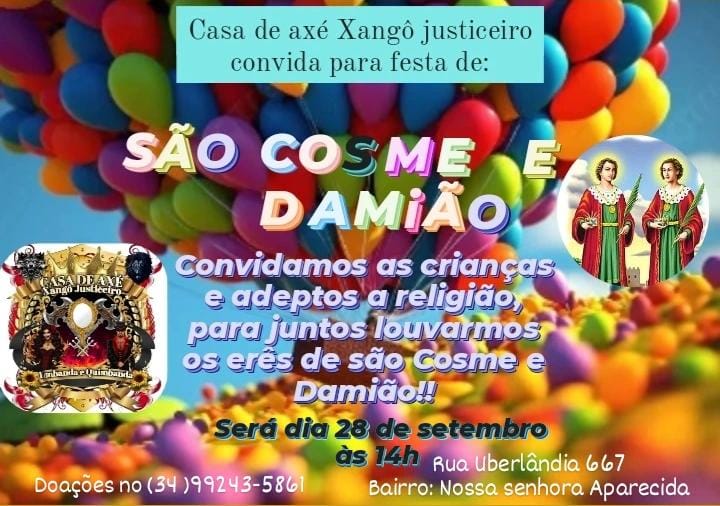 Casa de axé Xangô justiceiro
convida para festa de:
SÃO COSME E
DAMiÃO
CASA DE AXÉ
Xangô Justiceiro
Umbanda e Quimbanda
Convidamos as crianças
e adeptos a religião,
para juntos louvarmos
os erês de são Cosme e
Damião!!
Será dia 28 de setembro
às 14h
Rua Uberlândia 667
Doações no (34 )99243-5861
Bairro: Nossa senhora Aparecida